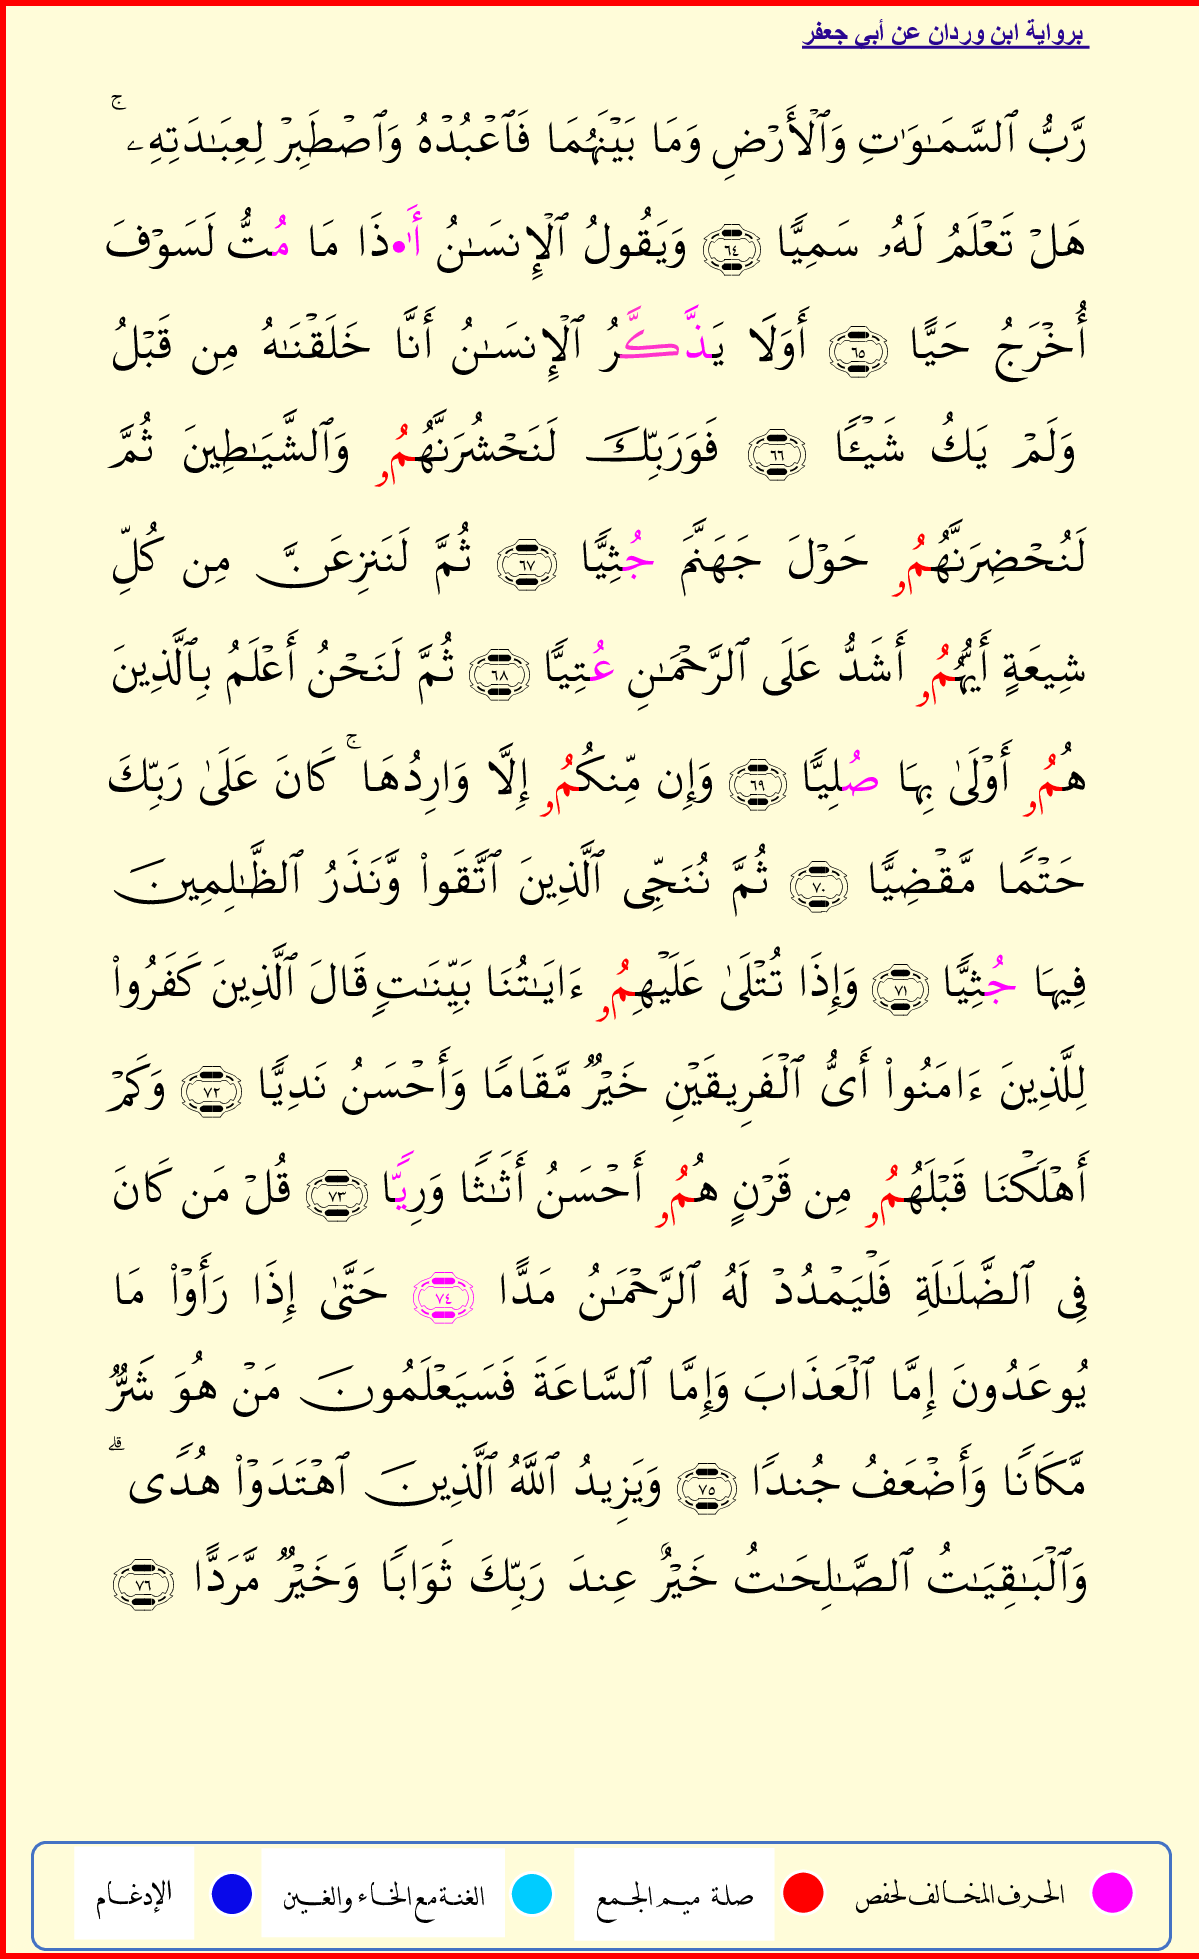 برواية ابن وردان عن أبي جعفر
رَّبُّ ٱلسَّمَـٰوَٰتِ وَٱلْأَرْضِ وَمَا بَيْنَهُمَا فَٱعْبُدْهُ وَٱصْطَبِرْ لِعِبَـٰدَتِهِۦ ۚ
هَلْ تَعْلَمُ لَهُۥ سَمِيًّا ٦٤ وَيَقُولُ ٱلْإِنسَـٰنُ أَٰ•ذَا مَا مُتُّ لَسَوْفَ
أُخْرَجُ حَيًّا ٦٥ أَوَلَا يَذَّكَّرُ ٱلْإِنسَـٰنُ أَنَّا خَلَقْنَـٰهُ مِن قَبْلُ
وَلَمْ يَكُ شَيْـًٔا ٦٦ فَوَرَبِّكَ لَنَحْشُرَنَّهُمُۥ وَٱلشَّيَـٰطِينَ ثُمَّ
لَنُحْضِرَنَّهُمُۥ حَوْلَ جَهَنَّمَ جُثِيًّا ٦٧ ثُمَّ لَنَنزِعَنَّ مِن كُلِّ
شِيعَةٍ أَيُّهُمُۥ أَشَدُّ عَلَى ٱلرَّحْمَـٰنِ عُتِيًّا ٦٨ ثُمَّ لَنَحْنُ أَعْلَمُ بِٱلَّذِينَ
هُمُۥ أَوْلَىٰ بِهَا صُلِيًّا ٦٩ وَإِن مِّنكُمُۥ إِلَّا وَارِدُهَا ۚ كَانَ عَلَىٰ رَبِّكَ
حَتْمًا مَّقْضِيًّا ٧٠ ثُمَّ نُنَجِّى ٱلَّذِينَ ٱتَّقَوا۟ وَّنَذَرُ ٱلظَّـٰلِمِينَ
فِيهَا جُثِيًّا ٧١ وَإِذَا تُتْلَىٰ عَلَيْهِمُۥ ءَايَـٰتُنَا بَيِّنَـٰتٍ قَالَ ٱلَّذِينَ كَفَرُوا۟
لِلَّذِينَ ءَامَنُوا۟ أَىُّ ٱلْفَرِيقَيْنِ خَيْرٌ مَّقَامًا وَأَحْسَنُ نَدِيًّا ٧٢ وَكَمْ
أَهْلَكْنَا قَبْلَهُمُۥ مِن قَرْنٍ هُمُۥ أَحْسَنُ أَثَـٰثًا وَرِيًّا ٧٣ قُلْ مَن كَانَ
فِى ٱلضَّلَـٰلَةِ فَلْيَمْدُدْ لَهُ ٱلرَّحْمَـٰنُ مَدًّا ٧٤ حَتَّىٰ إِذَا رَأَوْا۟ مَا
يُوعَدُونَ إِمَّا ٱلْعَذَابَ وَإِمَّا ٱلسَّاعَةَ فَسَيَعْلَمُونَ مَنْ هُوَ شَرٌّ
مَّكَانًا وَأَضْعَفُ جُندًا ٧٥ وَيَزِيدُ ٱللَّهُ ٱلَّذِينَ ٱهْتَدَوْا۟ هُدًى ۗ
وَٱلْبَـٰقِيَـٰتُ ٱلصَّـٰلِحَـٰتُ خَيْرٌ عِندَ رَبِّكَ ثَوَابًا وَخَيْرٌ مَّرَدًّا ٧٦
الحرف المخالف لحفص صلة ميم الجمع الغنة مع الخاء والغين الإدغام